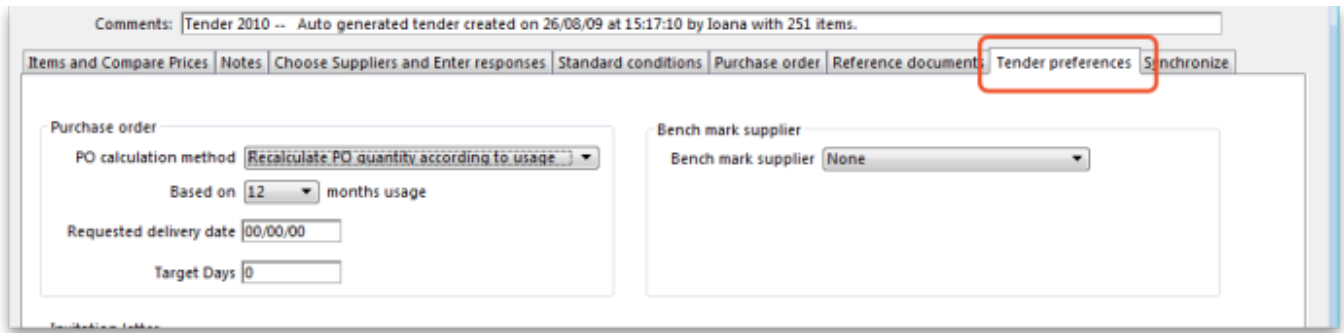 Comments: Tender 2010 -- Auto generated tender created on 26/08/09 at 15:17:10 by Ioana with 251 items.
Items and Compare Prices Notes Choose Suppliers and Enter responses Standard conditions Purchase order Reference documents Tender preferences Synchronize
Purchase order
PO calculation method Recalculate PO quantity according to usage
Based on 12 months usage
Requested delivery date 00/00/00
Target Days 0
Bench mark supplier
Bench mark supplier None